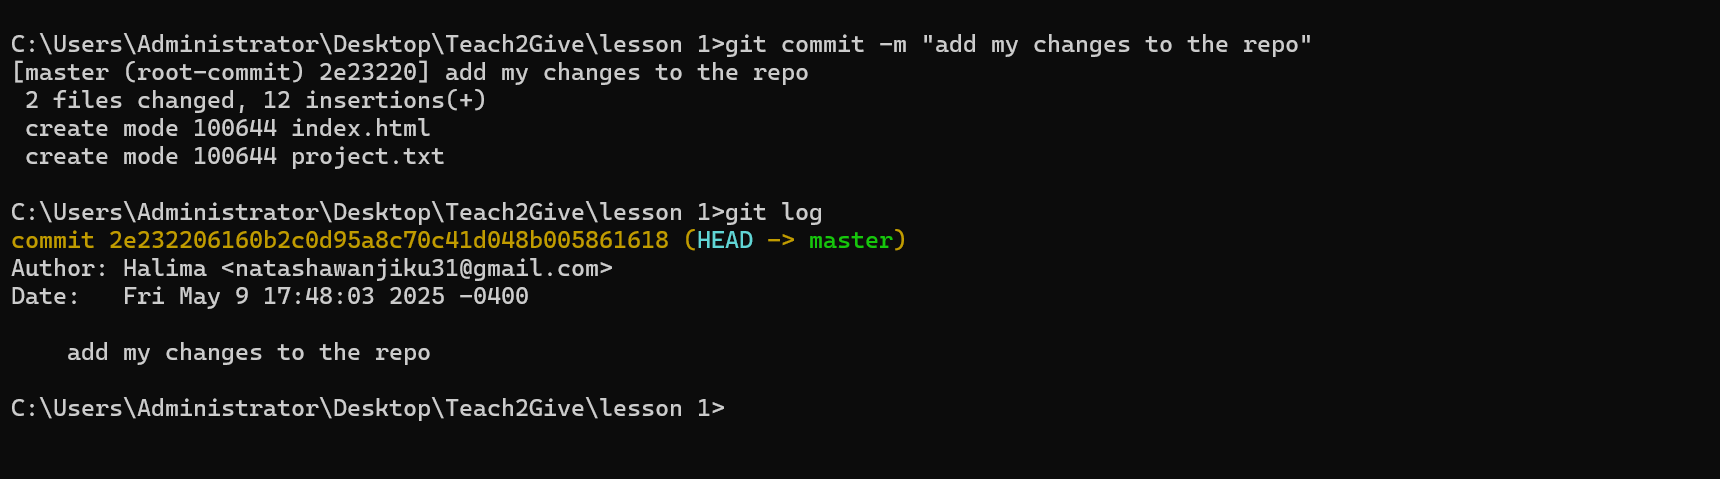 C:\Users\Administrator\Desktop\Teach2Give\lesson 1>git commit -m "add my changes to the repo"
[master (root-commit) 2e23220] add my changes to the repo
 2 files changed, 12 insertions(+)
 create mode 100644 index.html
 create mode 100644 project.txt
C:\Users\Administrator\Desktop\Teach2Give\lesson 1>git log
commit 2e232206160b2c0d95a8c70c41d048b005861618 (HEAD -> master)
Author: Halima <natashawanjiku31@gmail.com>
Date:   Fri May 9 17:48:03 2025 -0400
    add my changes to the repo
C:\Users\Administrator\Desktop\Teach2Give\lesson 1>